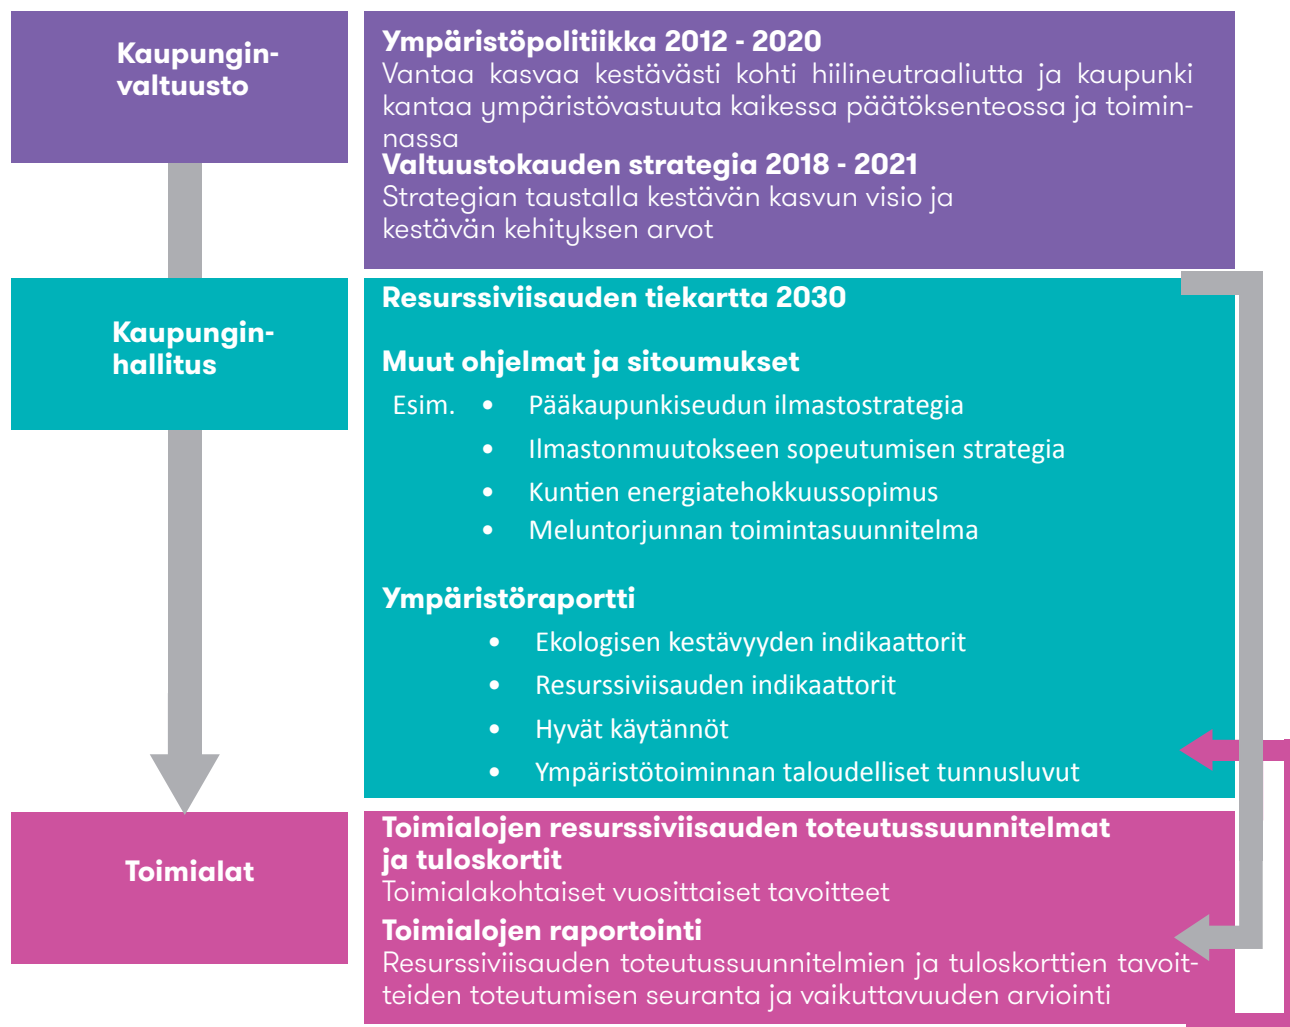 Kaupungin-
valtuusto
Ympäristöpolitiikka 2012 - 2020
Vantaa kasvaa kestävästi kohti hiilineutraaliutta ja kaupunki
kantaa ympäristövastuuta kaikessa päätöksenteossa ja toimin-
nassa
Valtuustokauden strategia 2018 - 2021
Strategian taustalla kestävän kasvun visio ja
kestävän kehityksen arvot
Kaupungin-
hallitus
Resurssiviisauden tiekartta 2030
Muut ohjelmat ja sitoumukset
Esim. • Pääkaupunkiseudun ilmastostrategia
• Ilmastonmuutokseen sopeutumisen strategia
• Kuntien energiatehokkuussopimus
• Meluntorjunnan toimintasuunnitelma
Ympäristöraportti
• Ekologisen kestävyyden indikaattorit
• Resurssiviisauden indikaattorit
• Hyvät käytännöt
• Ympäristötoiminnan taloudelliset tunnusluvut
Toimialat
Toimialojen resurssiviisauden toteutussuunnitelmat
ja tuloskortit
Toimialakohtaiset vuosittaiset tavoitteet
Toimialojen raportointi
Resurssiviisauden toteutussuunnitelmien ja tuloskorttien tavoit-
teiden toteutumisen seuranta ja vaikuttavuuden arviointi